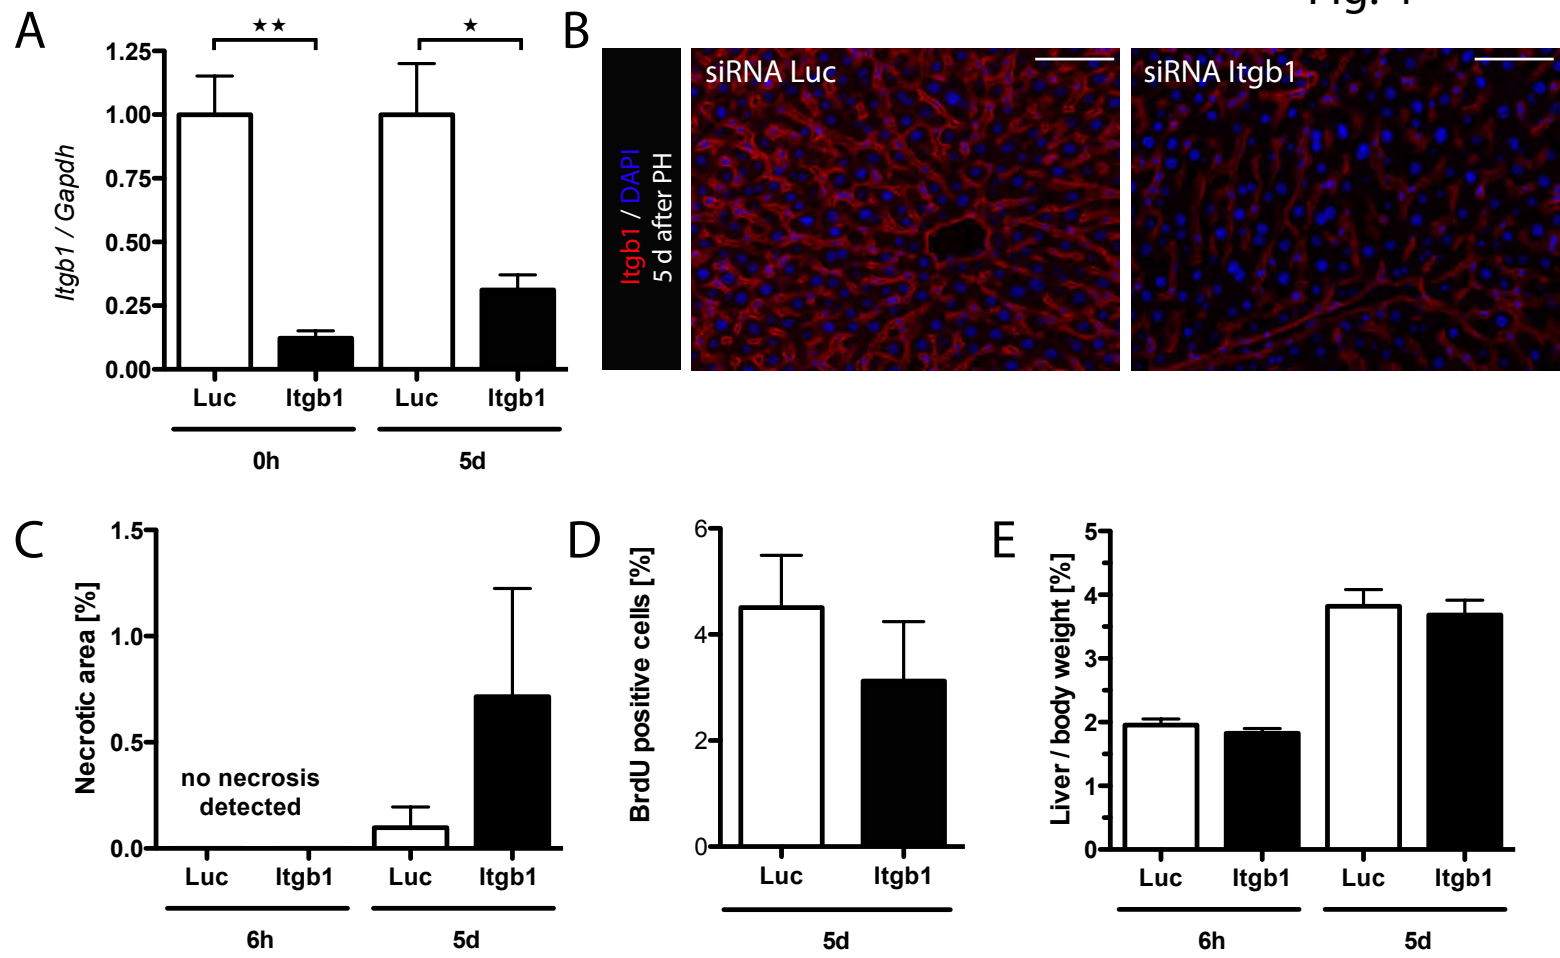 A
★★
★
1.25
1.00
0.75
0.50
0.25
0.00
Itgb1 / Gapdh
Luc
Itgb1
Luc
Itgb1
0h
5d
B
Itgb1 / DAPI
5 d after PH
siRNA Luc
siRNA Itgb1
C
1.5
1.0
0.5
0.0
Necrotic area [%]
no necrosis
detected
Luc
Itgb1
Luc
Itgb1
6h
5d
D
6
4
2
0
BrdU positive cells [%]
Luc
Itgb1
5d
E
5
4
3
2
1
0
Liver / body weight [%]
Luc
Itgb1
Luc
Itgb1
6h
5d